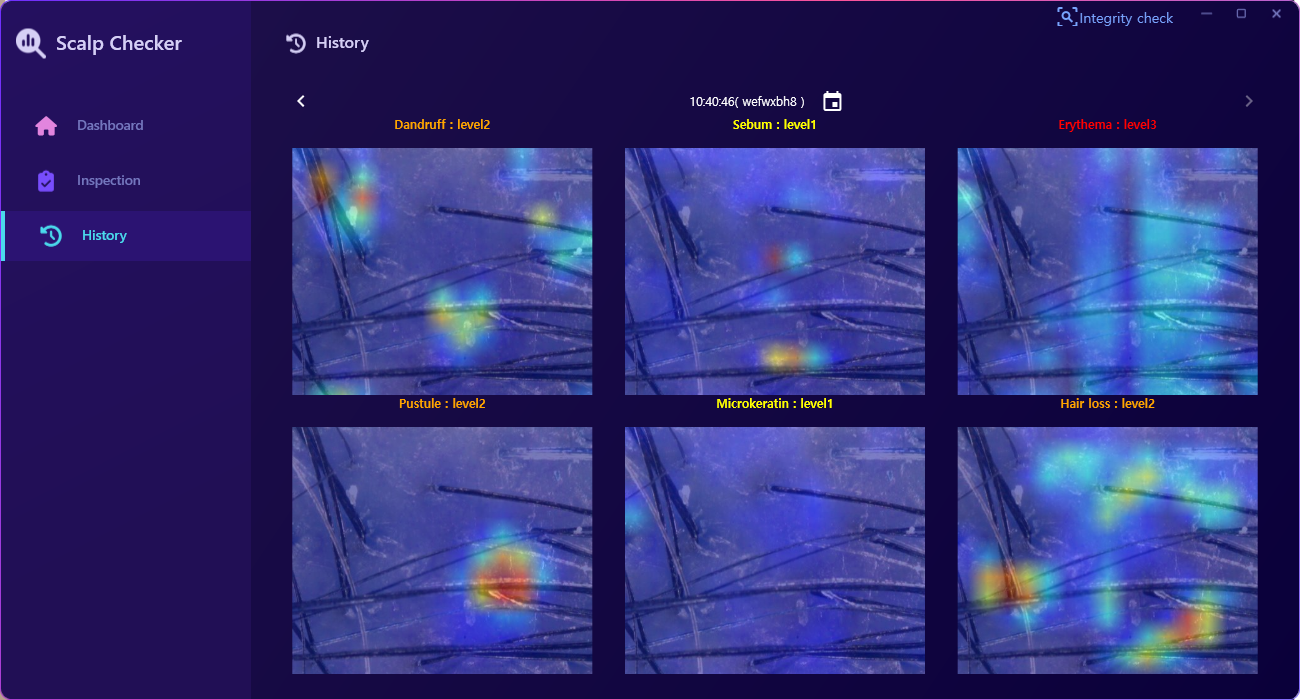 Integrity check
Scalp Checker
History
Dashboard
Inspection
History
10:40:46( wefwxbh8 )
Dandruff : level2
Sebum : level1
Erythema : level3
Pustule : level2
Microkeratin : level1
Hair loss : level2